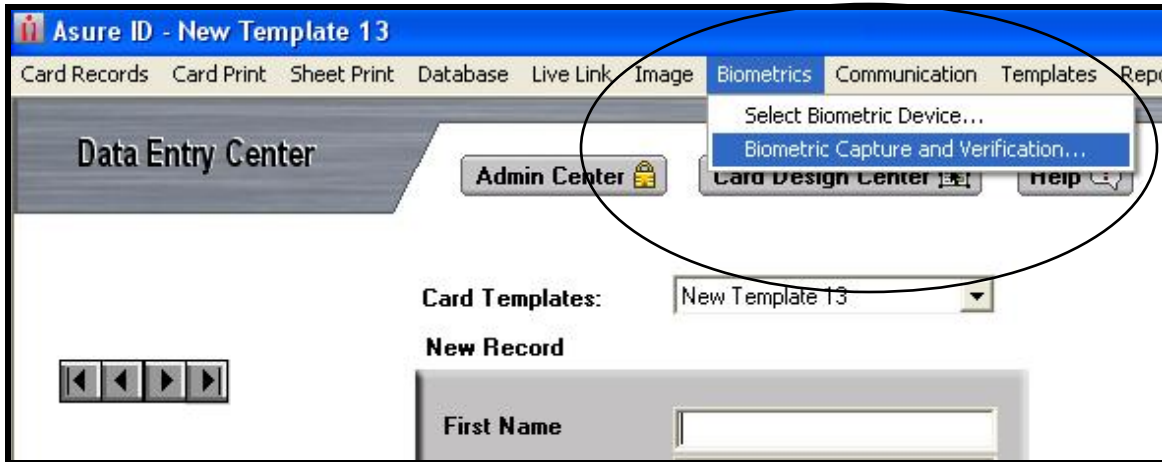 Asure ID - New Template 13
Card Records Card Print Sheet Print Database Live Link Image Biometrics Communication Templates
Select Biometric Device...
Biometric Capture and Verification...
Data Entry Center
Admin Center Card Design Center Help
Card Templates: New Template 13
New Record
First Name